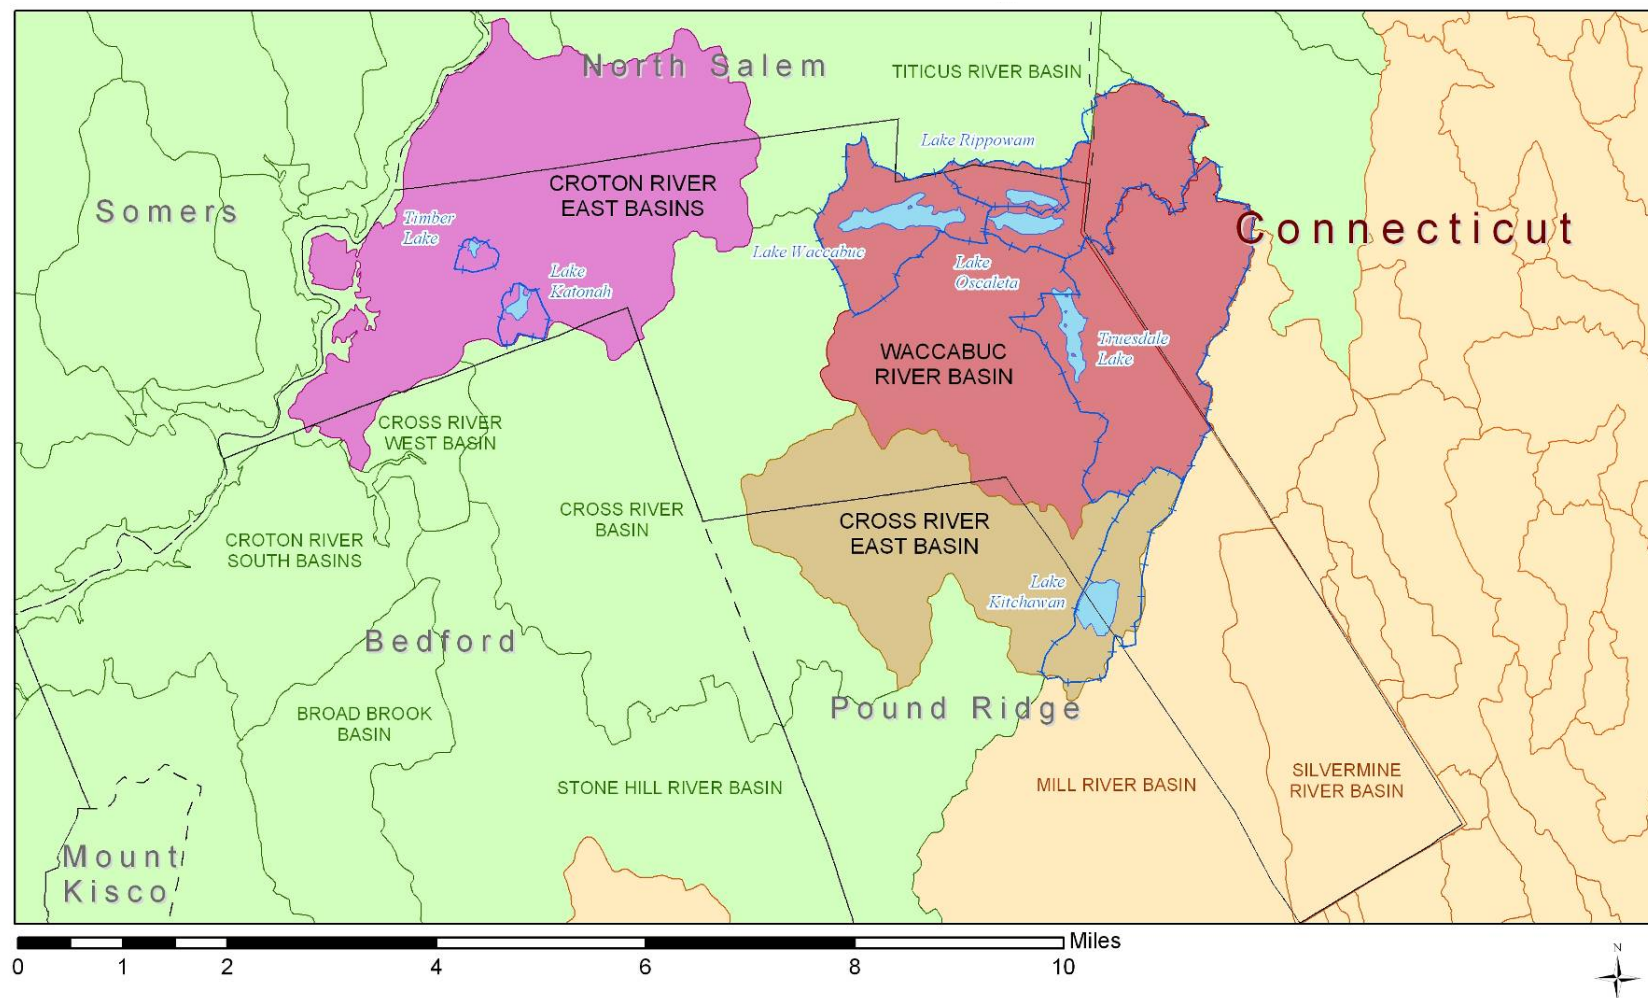 North Salem
TITICUS RIVER BASIN
Lake Rippowam
CROTON RIVER
EAST BASINS
Somers
Timber
Lake
Connecticut
Lake Waccabuc
Lake
Oscaleta
Lake
Katonah
Truesdale
Lake
WACCABUC
RIVER BASIN
CROSS RIVER
WEST BASIN
CROSS RIVER
BASIN
CROSS RIVER
EAST BASIN
CROTON RIVER
SOUTH BASINS
Lake
Kitchawan
Bedford
Pound Ridge
BROAD BROOK
BASIN
STONE HILL RIVER BASIN
MILL RIVER BASIN
SILVERMINE
RIVER BASIN
Mount
Kisco
Miles
0 1 2 4 6 8 10
N